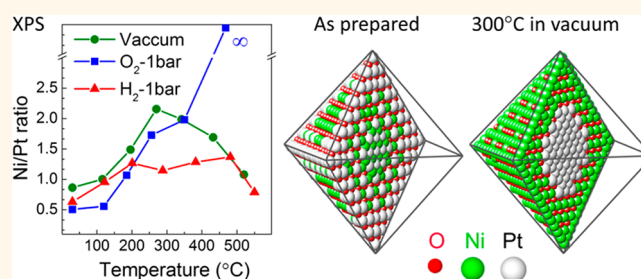 XPS
As prepared
300°C in vacuum
Vaccum
O₂-1bar
H₂-1bar
∞
Ni/Pt ratio
2.5
2.0
1.5
1.0
0.5
0 100 200 300 400 500
Temperature (°C)
O Ni Pt